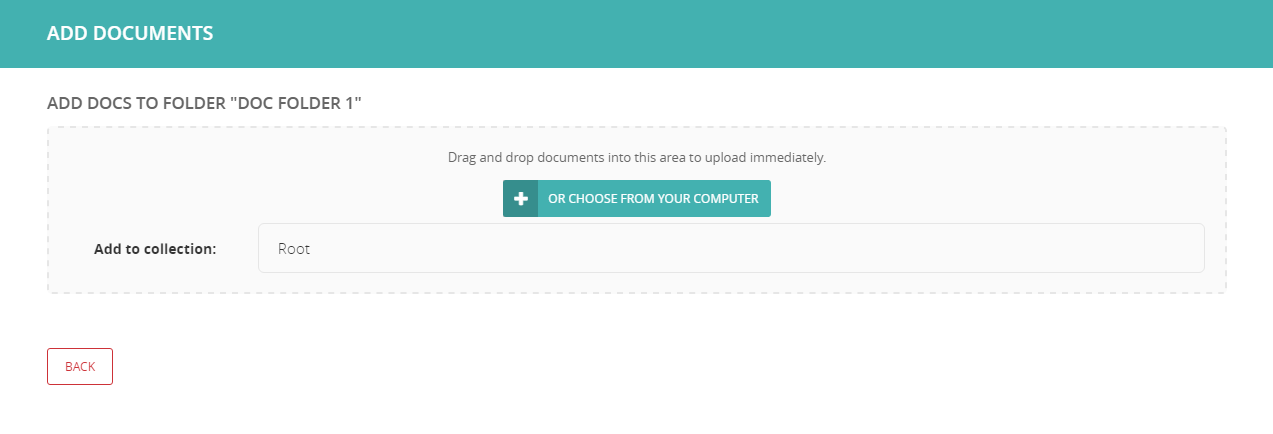 ADD DOCUMENTS
ADD DOCS TO FOLDER "DOC FOLDER 1"
Drag and drop documents into this area to upload immediately.
OR CHOOSE FROM YOUR COMPUTER
Add to collection:
Root
BACK